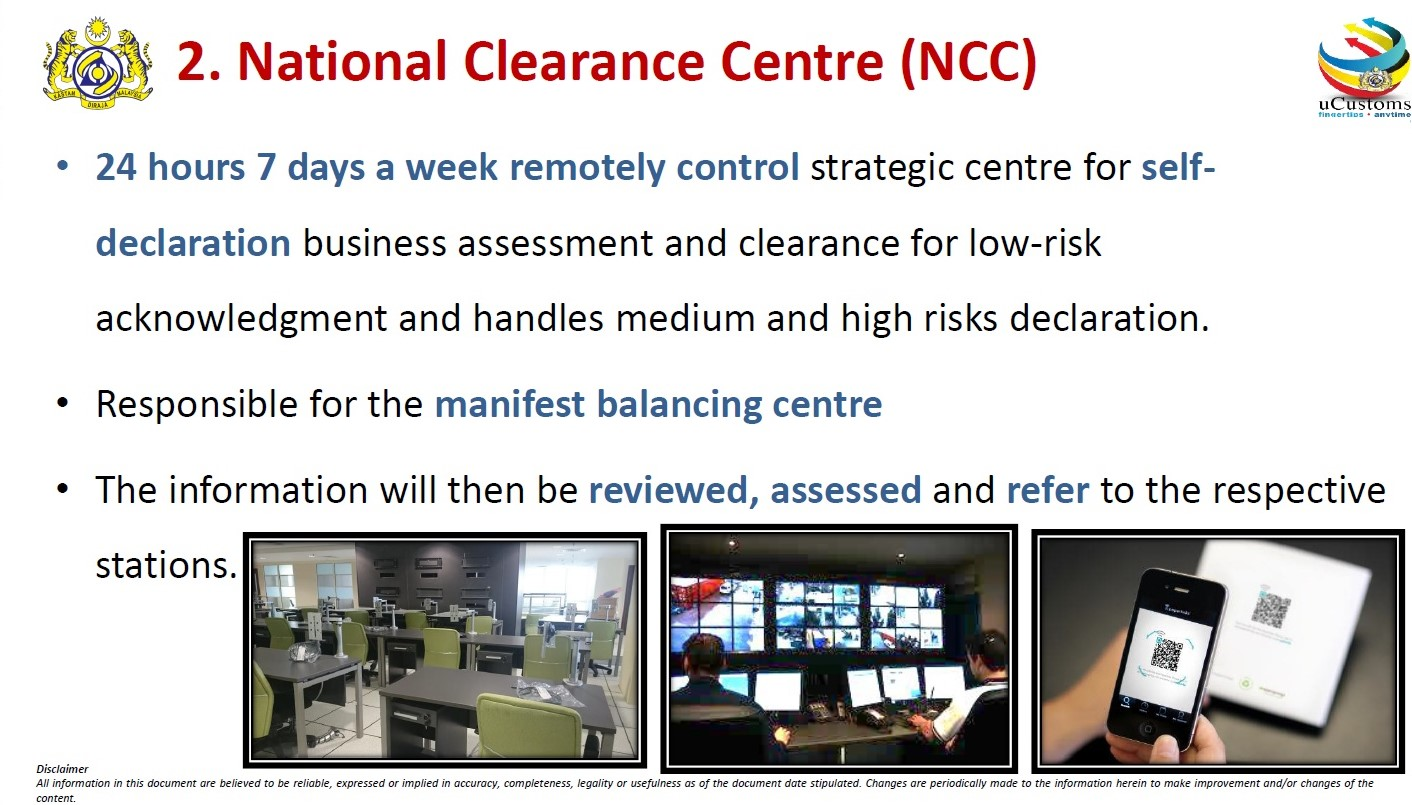 2. National Clearance Centre (NCC)
KASTAM DIRAJA MALAYSIA
uCustoms
fingertips • anytime
• 24 hours 7 days a week remotely control strategic centre for self-
declaration business assessment and clearance for low-risk
acknowledgment and handles medium and high risks declaration.
• Responsible for the manifest balancing centre
• The information will then be reviewed, assessed and refer to the respective
stations.
Disclaimer
All information in this document are believed to be reliable, expressed or implied in accuracy, completeness, legality or usefulness as of the document date stipulated. Changes are periodically made to the information herein to make improvement and/or changes of the
content.